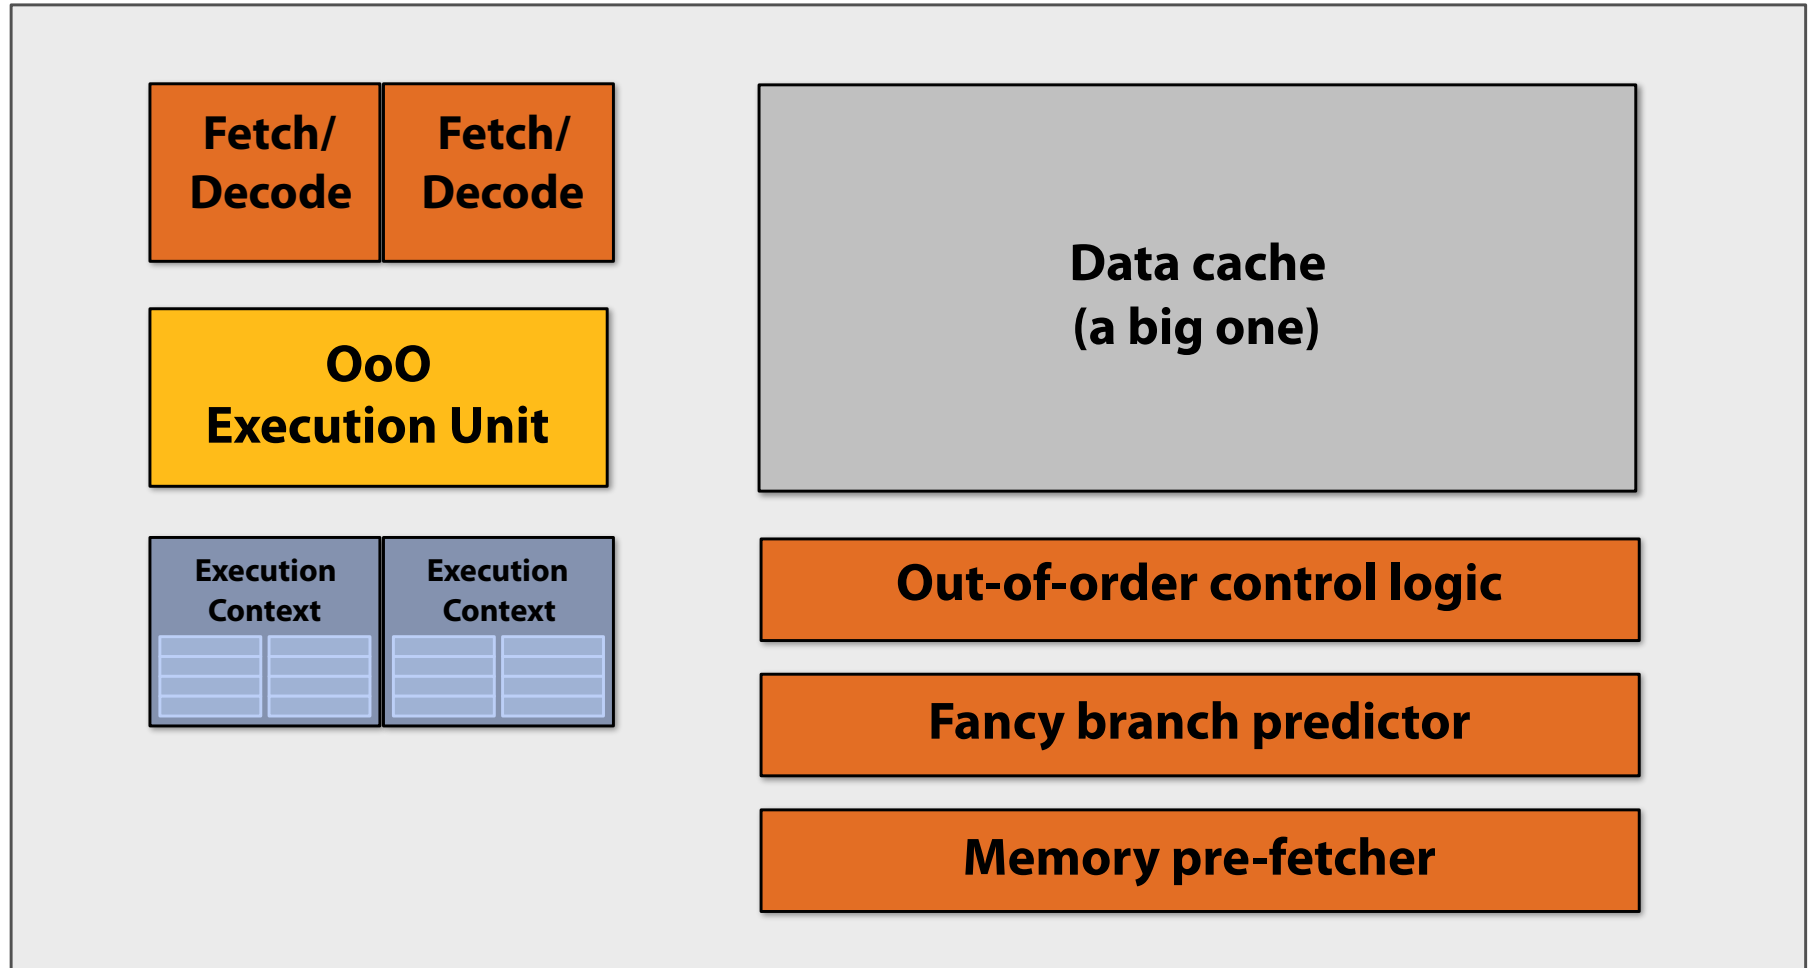 Fetch/
Decode
Fetch/
Decode
OoO
Execution Unit
Execution
Context
Execution
Context
Data cache
(a big one)
Out-of-order control logic
Fancy branch predictor
Memory pre-fetcher